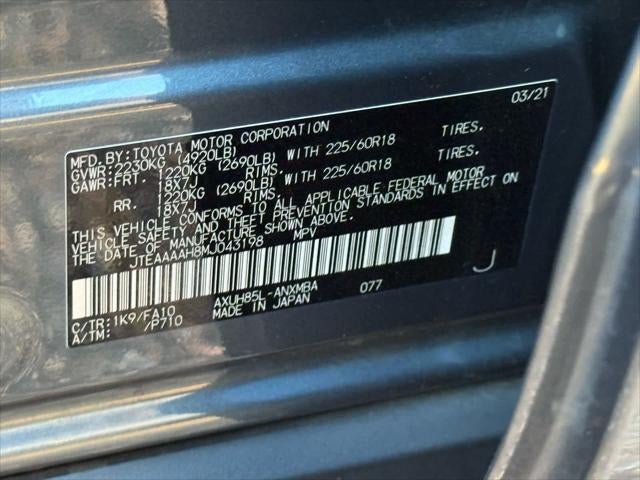 MFD. BY: TOYOTA MOTOR CORPORATION 03/21
GVWR: 2230KG (4920LB)
GAWR: FRT. 1220KG (2690LB) WITH 225/60R18 TIRES.
18X7J RIMS.
RR. 1220KG (2690LB) WITH 225/60R18 TIRES.
18X7J RIMS.
THIS VEHICLE CONFORMS TO ALL APPLICABLE FEDERAL MOTOR
VEHICLE SAFETY AND THEFT PREVENTION STANDARDS IN EFFECT ON
THE DATE OF MANUFACTURE SHOWN ABOVE.
JTEAAAAH8MJ043198 MPV
J
C/TR: 1K9/FA10 AXUH85L-ANXMBA 077
A/TM: /P710 MADE IN JAPAN